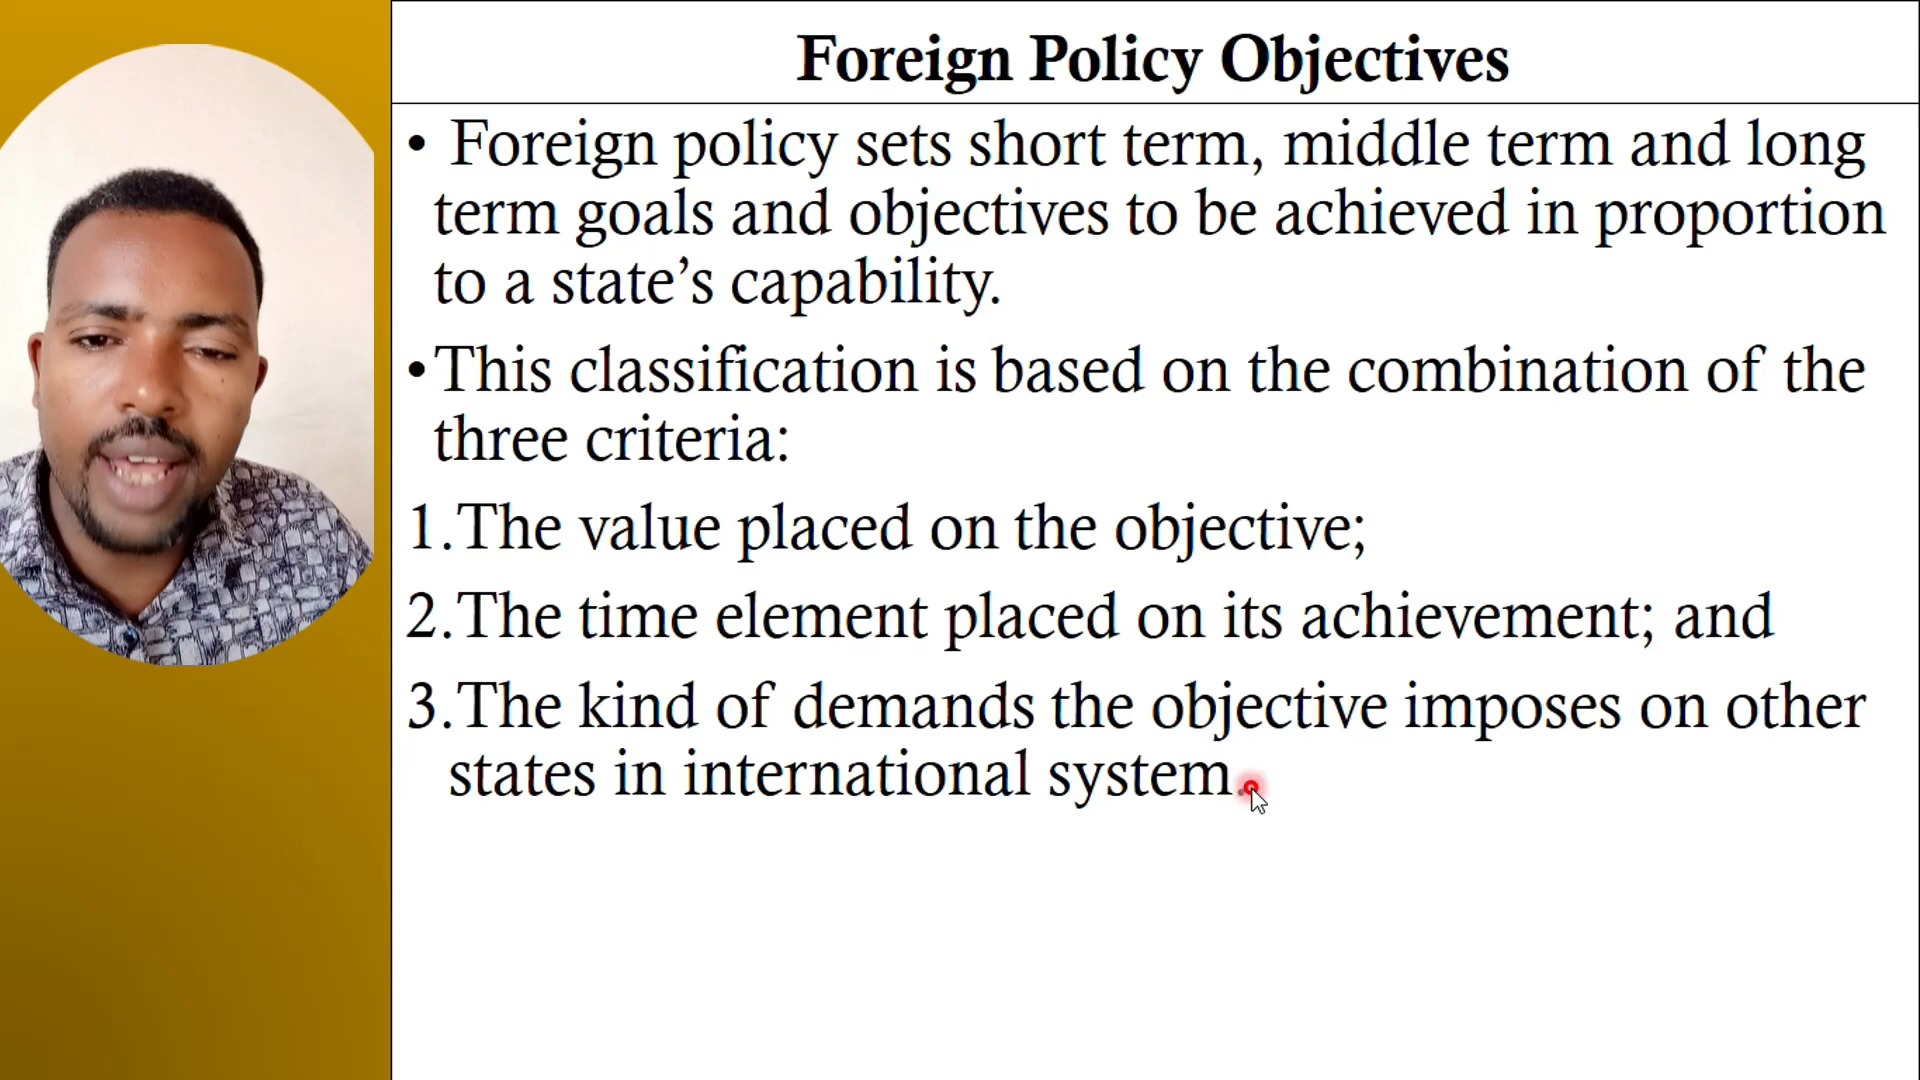 Foreign Policy Objectives
• Foreign policy sets short term, middle term and long
term goals and objectives to be achieved in proportion
to a state’s capability.
• This classification is based on the combination of the
three criteria:
1. The value placed on the objective;
2. The time element placed on its achievement; and
3. The kind of demands the objective imposes on other
states in international system.